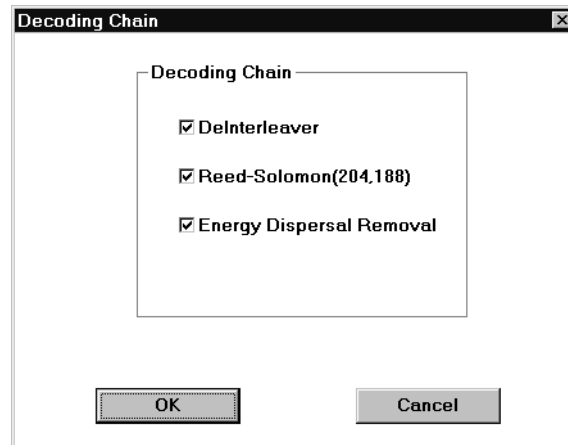 Decoding Chain
Decoding Chain
DeInterleaver
Reed-Solomon(204,188)
Energy Dispersal Removal
OK
Cancel